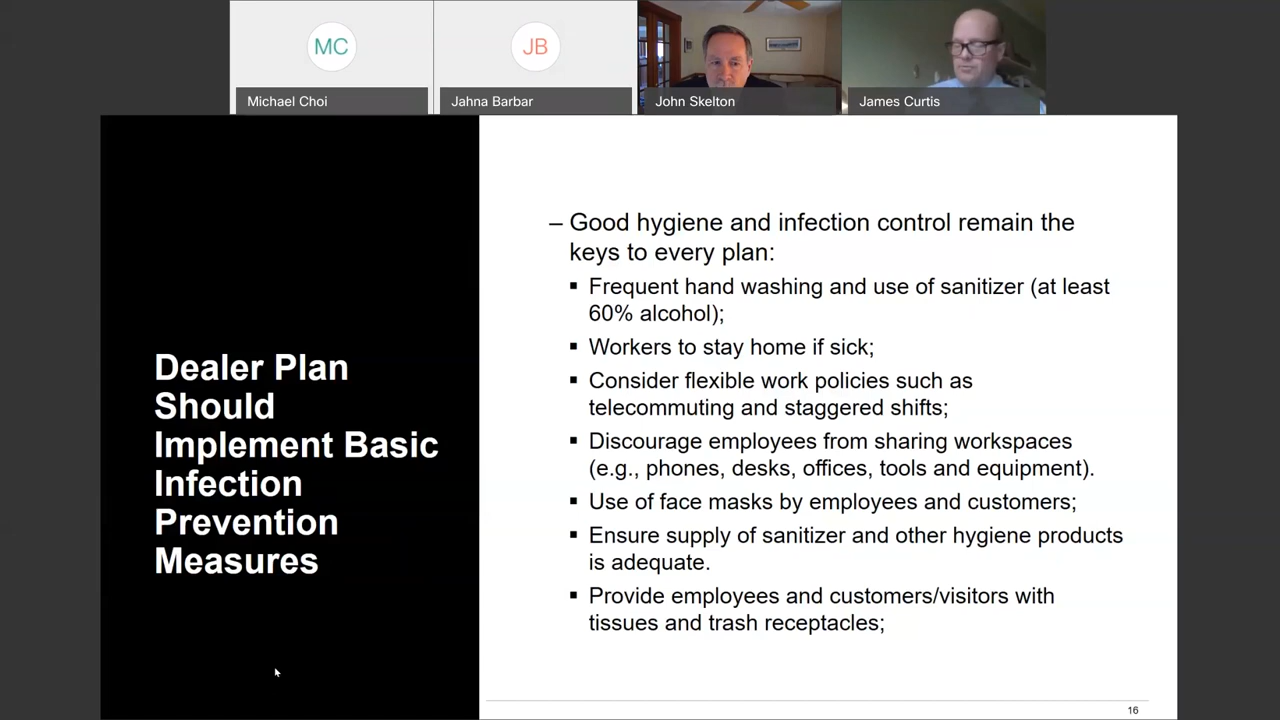 MC
JB
Michael Choi
Jahna Barbar
John Skelton
James Curtis
Dealer Plan
Should
Implement Basic
Infection
Prevention
Measures
– Good hygiene and infection control remain the
keys to every plan:
▪ Frequent hand washing and use of sanitizer (at least
60% alcohol);
▪ Workers to stay home if sick;
▪ Consider flexible work policies such as
telecommuting and staggered shifts;
▪ Discourage employees from sharing workspaces
(e.g., phones, desks, offices, tools and equipment).
▪ Use of face masks by employees and customers;
▪ Ensure supply of sanitizer and other hygiene products
is adequate.
▪ Provide employees and customers/visitors with
tissues and trash receptacles;
16